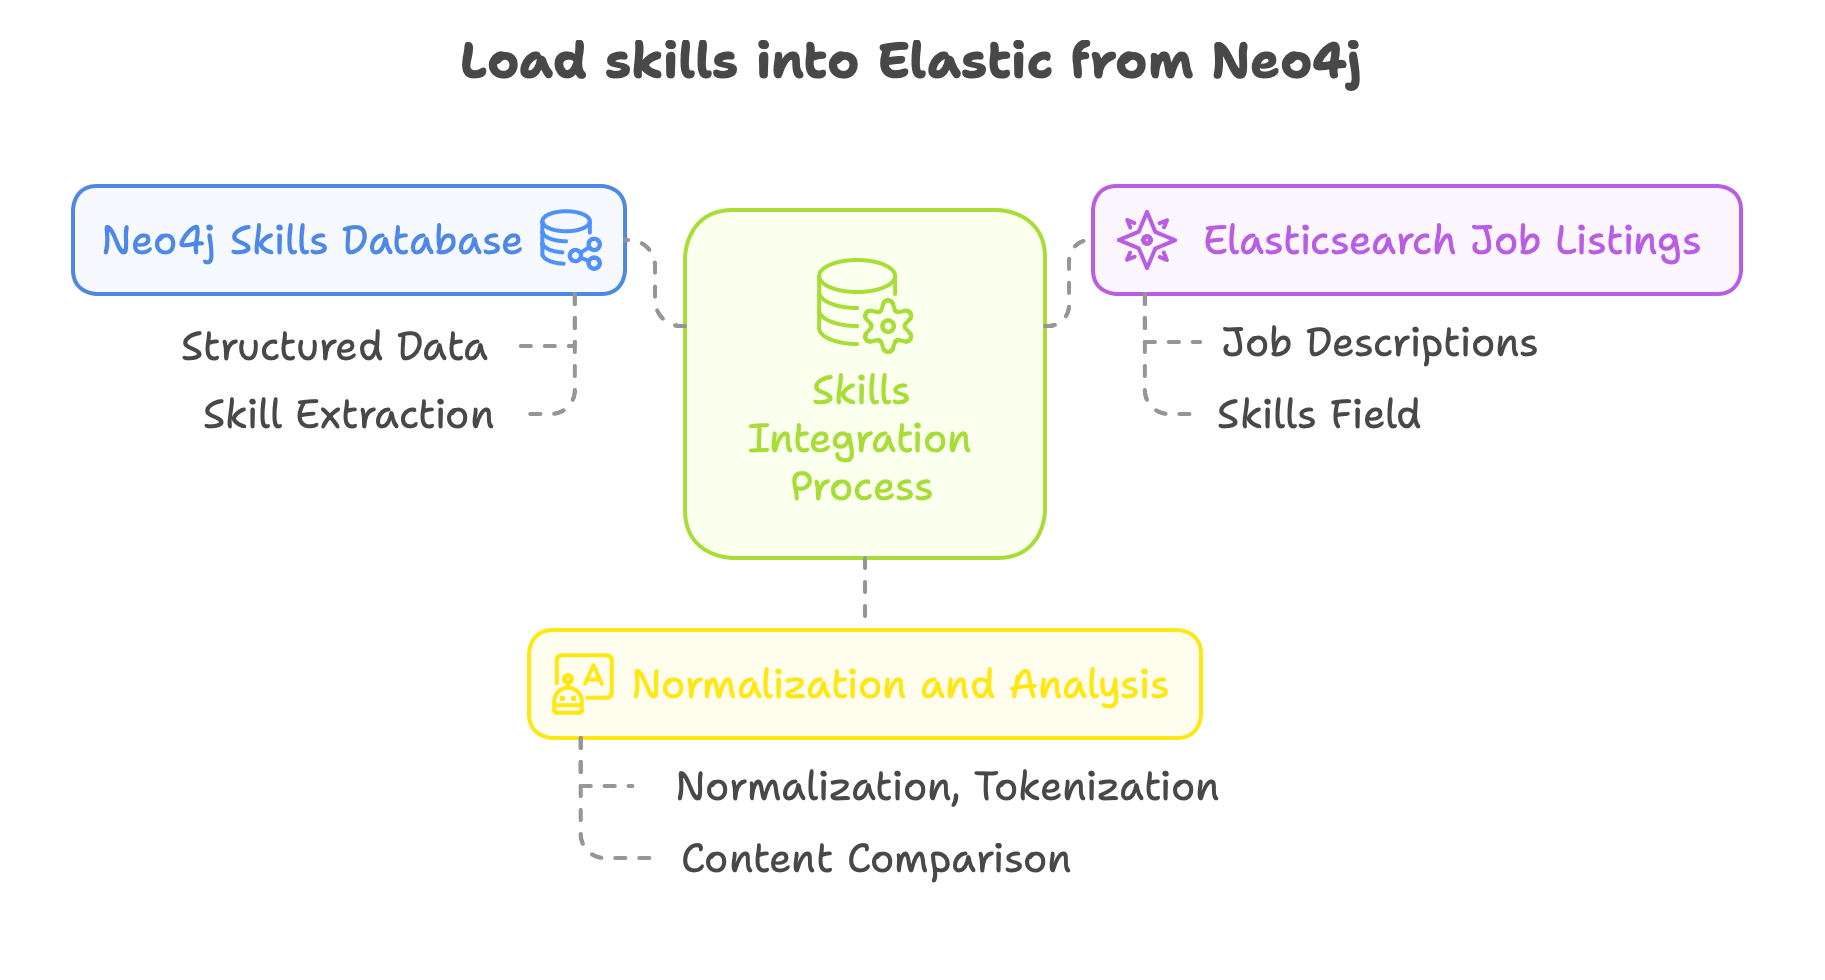 Load skills into Elastic from Neo4j
Neo4j Skills Database
Structured Data
Skill Extraction
Skills
Integration
Process
Elasticsearch Job Listings
Job Descriptions
Skills Field
A
Normalization and Analysis
Normalization, Tokenization
Content Comparison